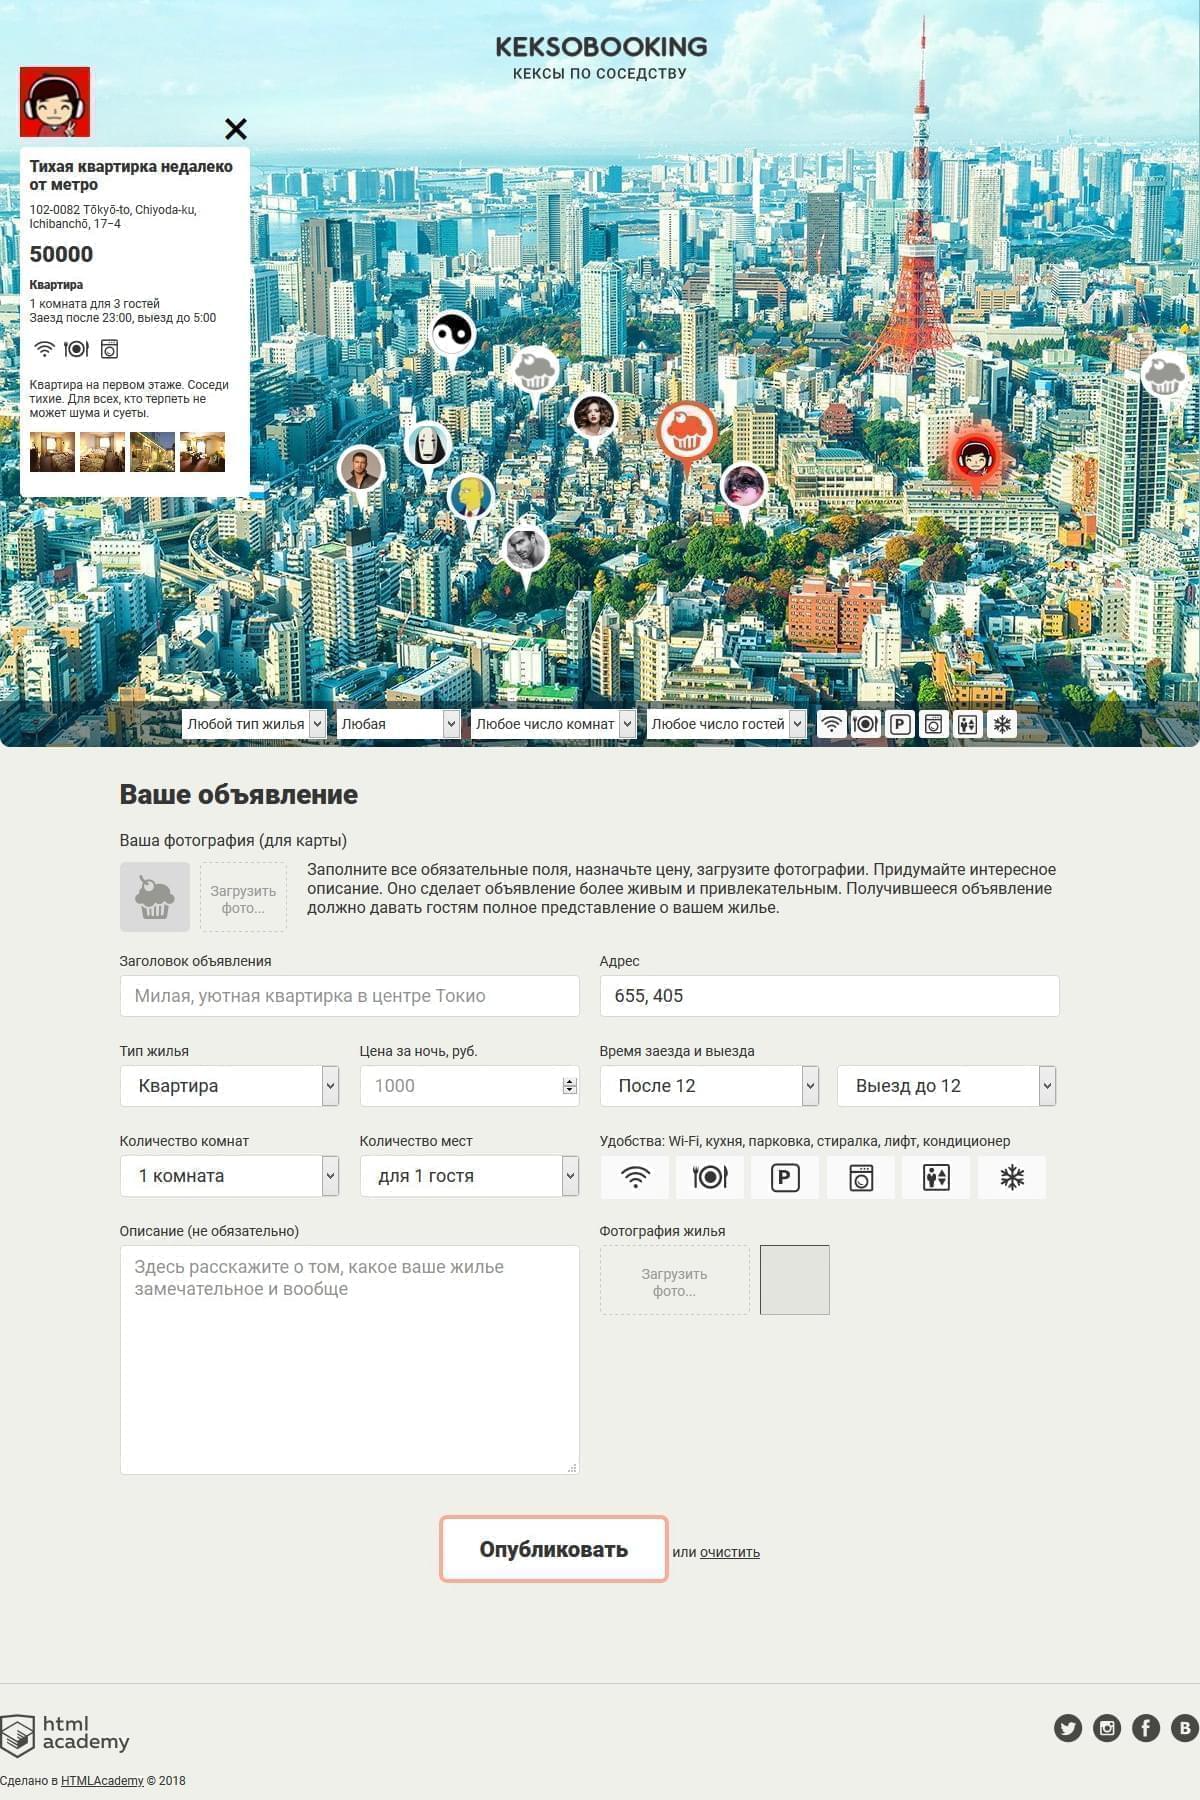 KEKSOBOOKING
КЕКСЫ ПО СОСЕДСТВУ
Тихая квартирка недалеко
от метро
102-0082 Tōkyō-to, Chiyoda-ku,
Ichibanchō, 17−4
50000
Квартира
1 комната для 3 гостей
Заезд после 23:00, выезд до 5:00
Квартира на первом этаже. Соседи
тихие. Для всех, кто терпеть не
может шума и суеты.
Любой тип жилья
Любая
Любое число комнат
Любое число гостей
P
Ваше объявление
Ваша фотография (для карты)
Загрузить
фото...
Заполните все обязательные поля, назначьте цену, загрузите фотографии. Придумайте интересное
описание. Оно сделает объявление более живым и привлекательным. Получившееся объявление
должно давать гостям полное представление о вашем жилье.
Заголовок объявления
Адрес
Милая, уютная квартирка в центре Токио
655, 405
Тип жилья
Цена за ночь, руб.
Время заезда и выезда
Квартира
1000
После 12
Выезд до 12
Количество комнат
Количество мест
Удобства: Wi-Fi, кухня, парковка, стиралка, лифт, кондиционер
1 комната
для 1 гостя
P
Описание (не обязательно)
Фотография жилья
Здесь расскажите о том, какое ваше жилье
замечательное и вообще
Загрузить
фото...
Опубликовать
или очистить
html
academy
f
B
Сделано в HTMLAcademy © 2018